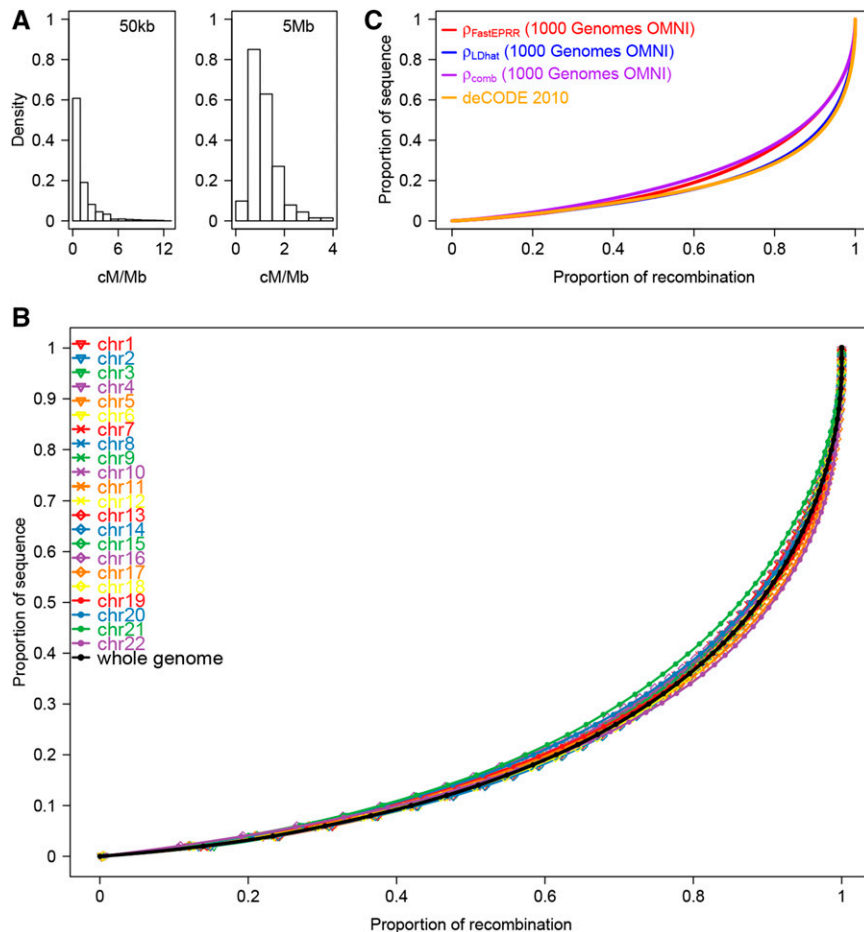 A
50kb
5Mb
Density
1
0.8
0.6
0.4
0.2
0
0 6 12
cM/Mb
1
0.8
0.6
0.4
0.2
0
0 2 4
cM/Mb
C
ρFastEPRR (1000 Genomes OMNI)
ρLDhat (1000 Genomes OMNI)
ρcomb (1000 Genomes OMNI)
deCODE 2010
Proportion of sequence
1
0.8
0.6
0.4
0.2
0
0 0.2 0.4 0.6 0.8 1
Proportion of recombination
B
chr1
chr2
chr3
chr4
chr5
chr6
chr7
chr8
chr9
chr10
chr11
chr12
chr13
chr14
chr15
chr16
chr17
chr18
chr19
chr20
chr21
chr22
whole genome
Proportion of sequence
1
0.9
0.8
0.7
0.6
0.5
0.4
0.3
0.2
0.1
0
0 0.2 0.4 0.6 0.8 1
Proportion of recombination